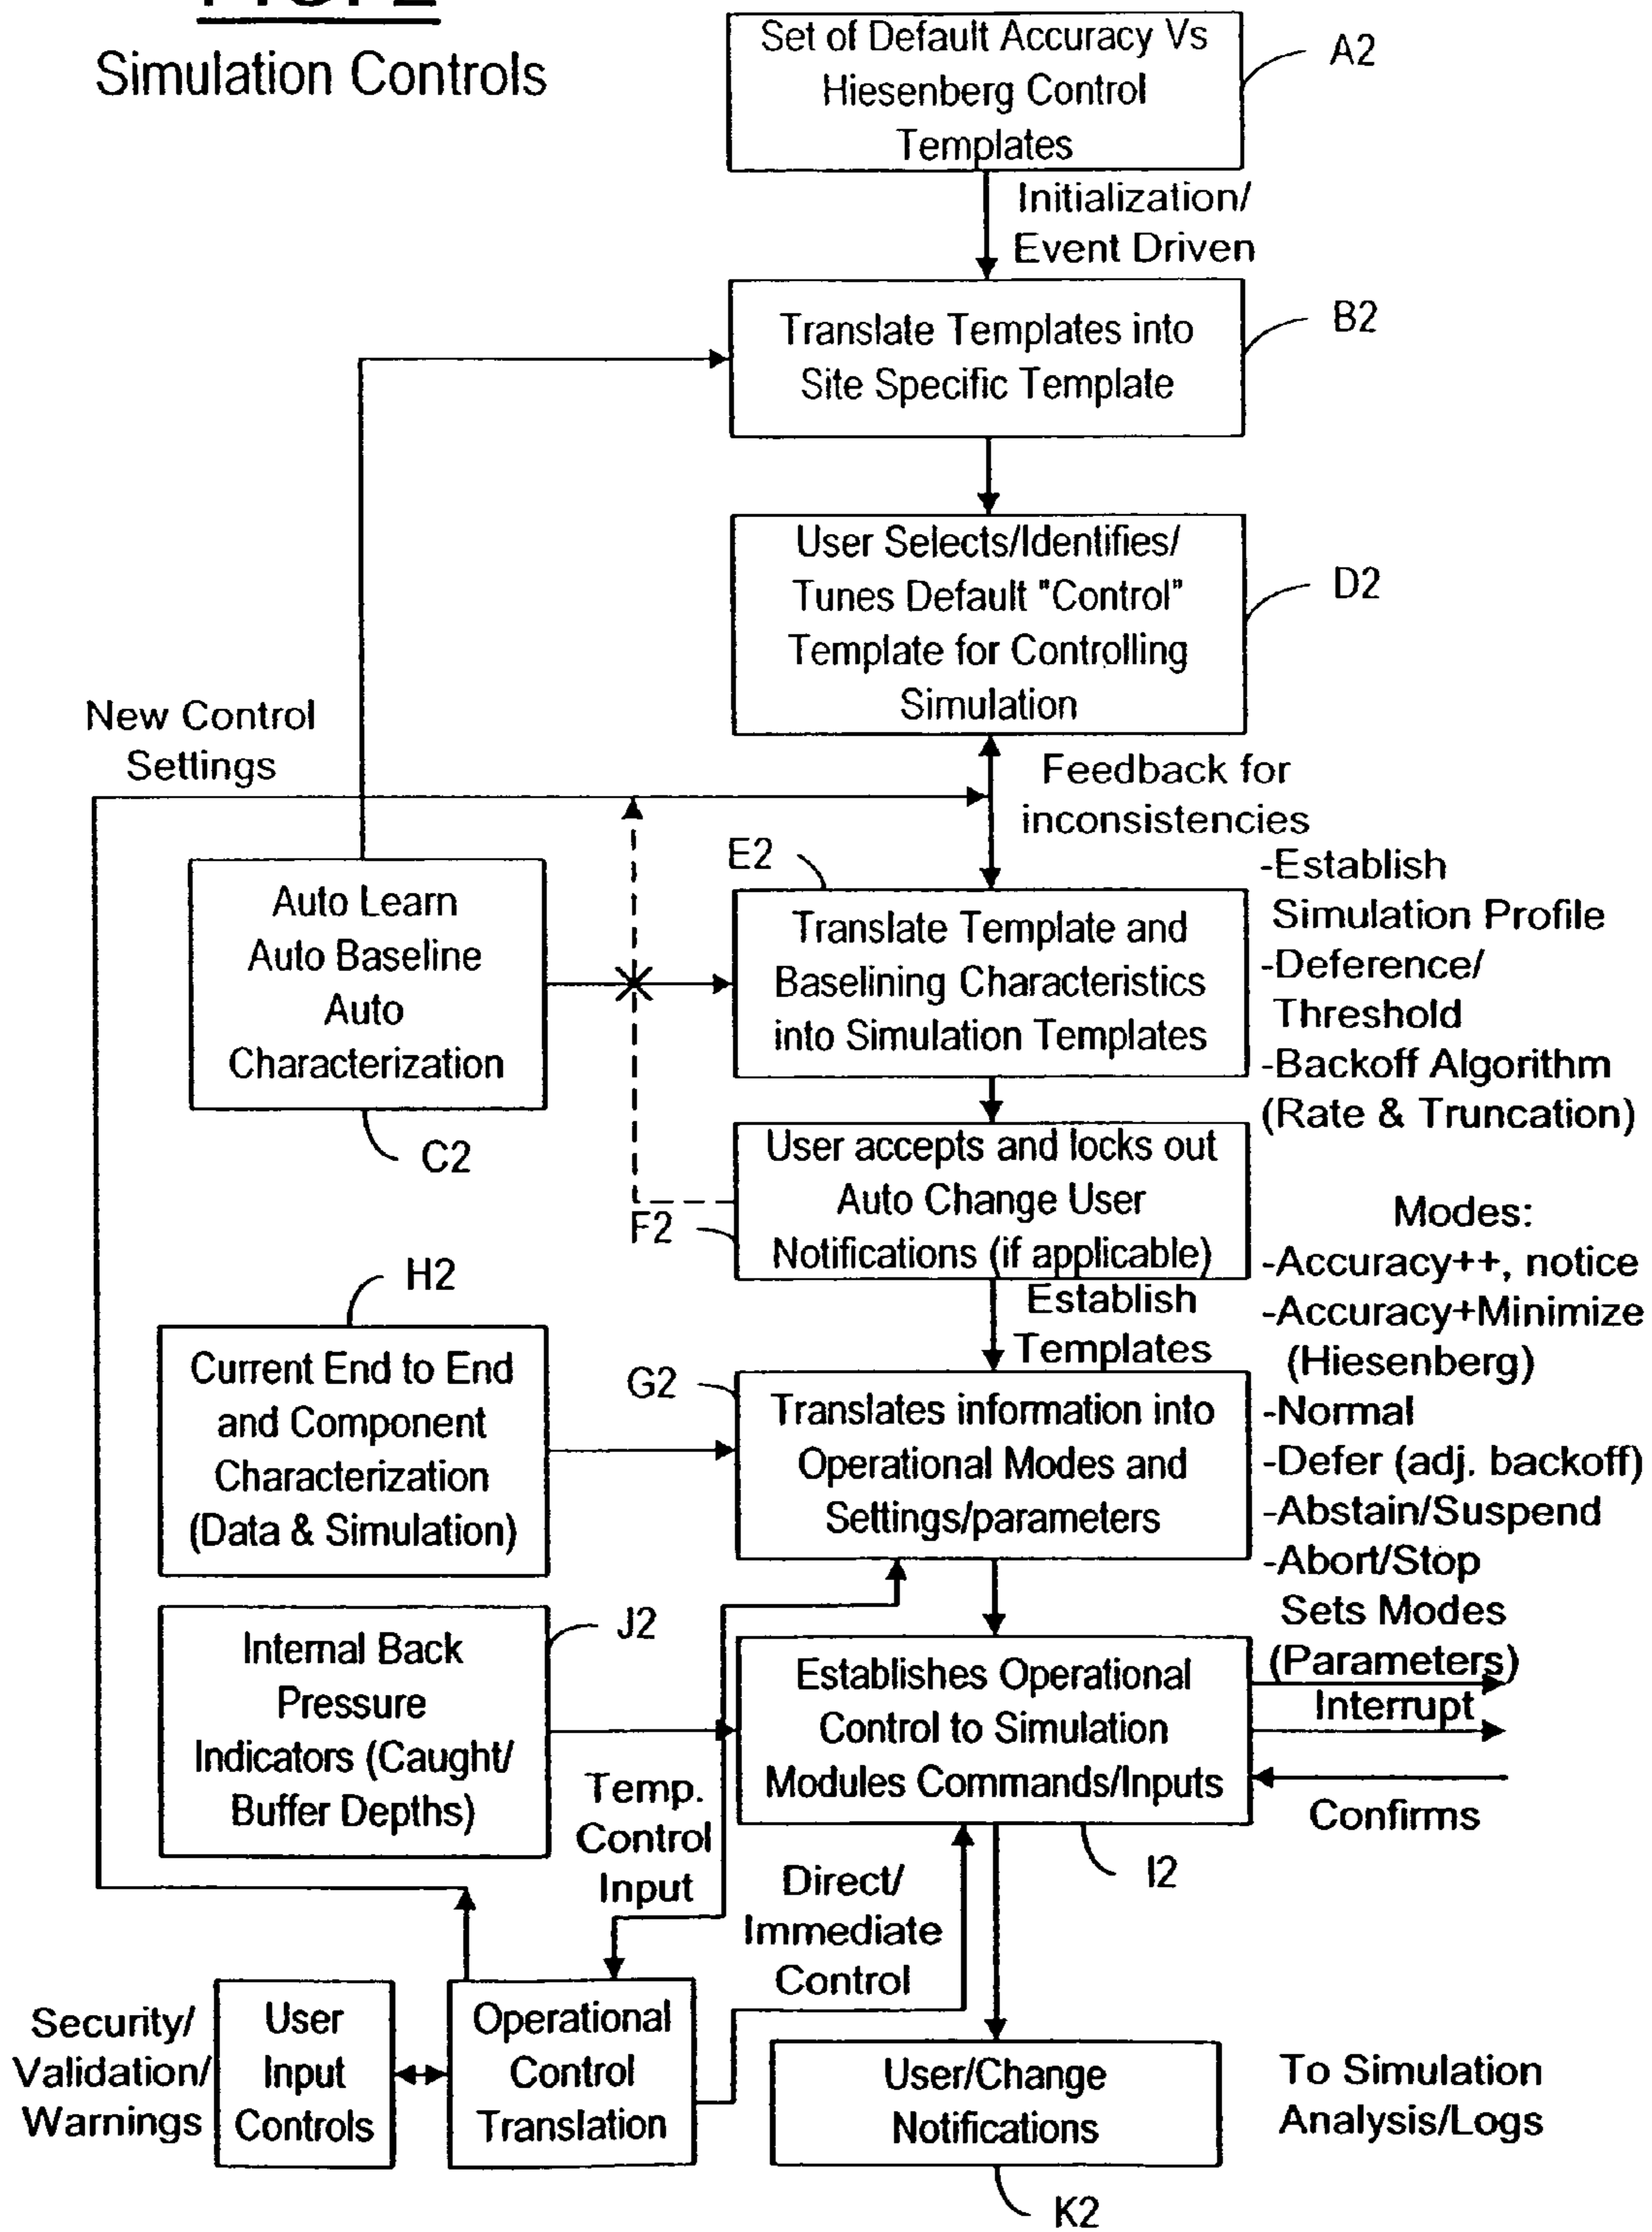 Simulation Controls
Set of Default Accuracy Vs
Hiesenberg Control
Templates
A2
Initialization/
Event Driven
Translate Templates into
Site Specific Template
B2
User Selects/Identifies/
Tunes Default "Control"
Template for Controlling
Simulation
D2
New Control
Settings
Feedback for
inconsistencies
E2
Auto Learn
Auto Baseline
Auto
Characterization
C2
Translate Template and
Baselining Characteristics
into Simulation Templates
-Establish
Simulation Profile
-Deference/
Threshold
-Backoff Algorithm
(Rate & Truncation)
User accepts and locks out
Auto Change User
Notifications (if applicable)
F2
Establish
Templates
Modes:
-Accuracy++, notice
-Accuracy+Minimize
(Hiesenberg)
-Normal
-Defer (adj. backoff)
-Abstain/Suspend
-Abort/Stop
Sets Modes
(Parameters)
Interrupt
Confirms
H2
Current End to End
and Component
Characterization
(Data & Simulation)
G2
Translates information into
Operational Modes and
Settings/parameters
Internal Back
Pressure
Indicators (Caught/
Buffer Depths)
J2
Establishes Operational
Control to Simulation
Modules Commands/Inputs
I2
Temp.
Control
Input
Direct/
Immediate
Control
Security/
Validation/
Warnings
User
Input
Controls
Operational
Control
Translation
User/Change
Notifications
K2
To Simulation
Analysis/Logs